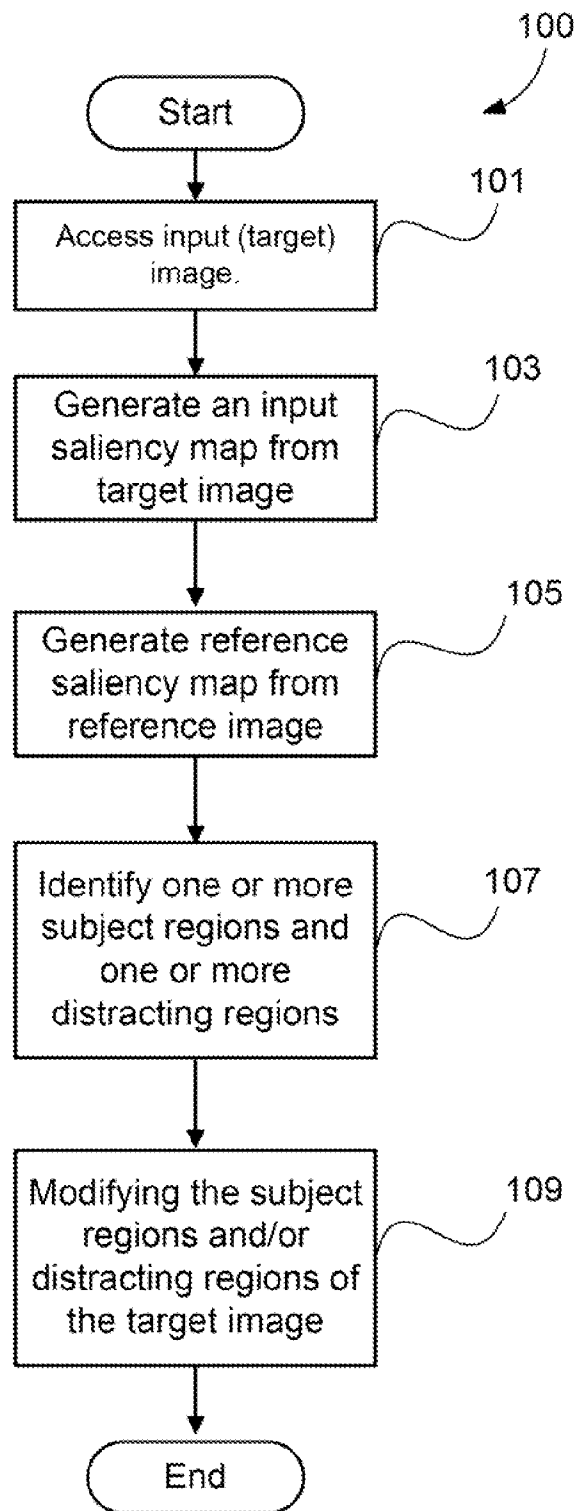 100
Start
101
Access input (target)
image.
103
Generate an input
saliency map from
target image
105
Generate reference
saliency map from
reference image
107
Identify one or more
subject regions and
one or more
distracting regions
109
Modifying the subject
regions and/or
distracting regions of
the target image
End